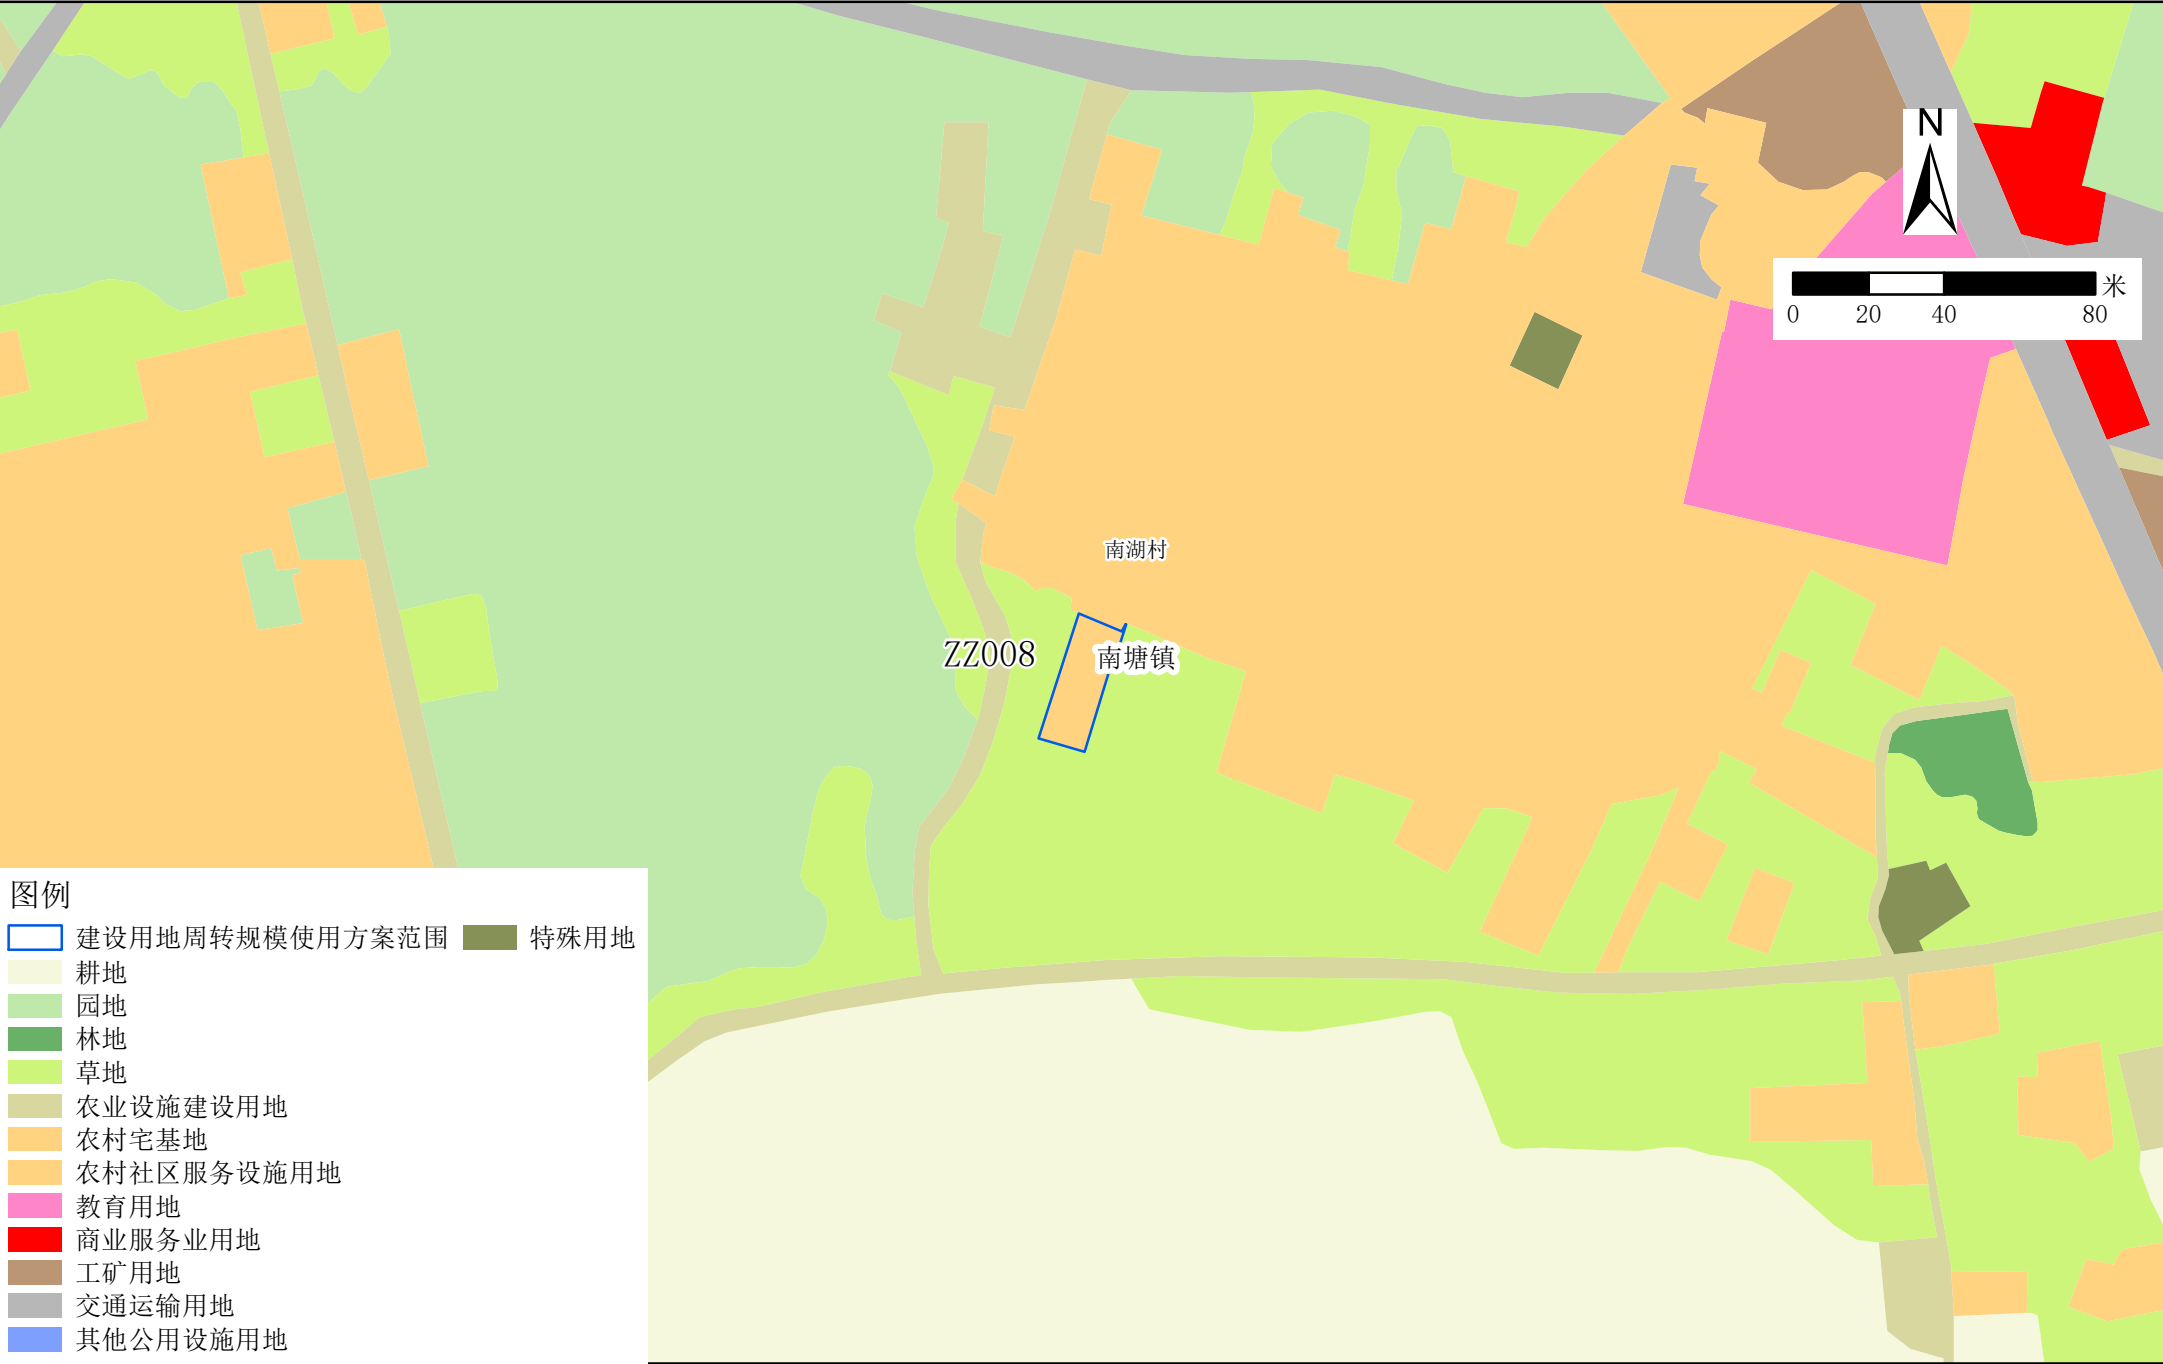 N
米
0 20 40 80
南湖村
ZZ008
南塘镇
图例
建设用地周转规模使用方案范围 特殊用地
耕地
园地
林地
草地
农业设施建设用地
农村宅基地
农村社区服务设施用地
教育用地
商业服务业用地
工矿用地
交通运输用地
其他公用设施用地